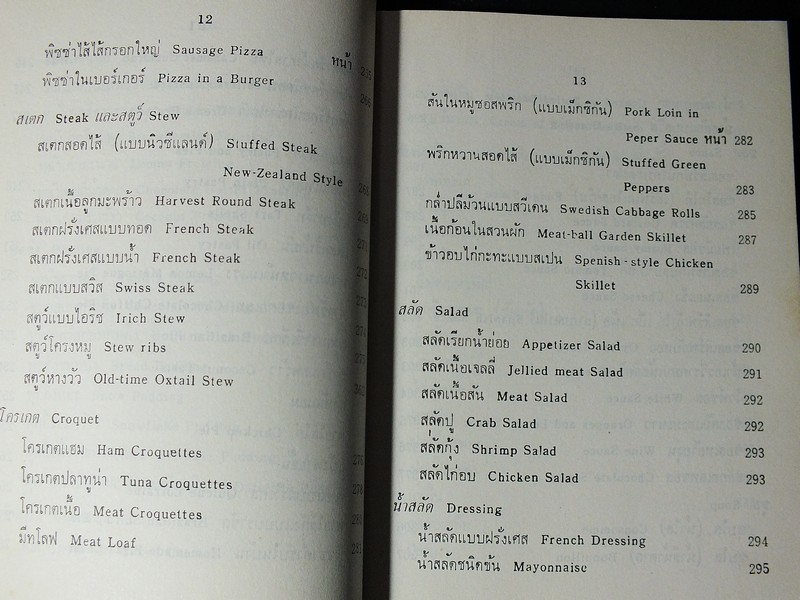 12
หน้า
พิซซ่าไส้ไส้กรอกใหญ่ Sausage Pizza
พิซซ่าในเบอร์เกอร์ Pizza in a Burger 266
สเตก Steak และสตูว์ Stew
สเตกสอดไส้ (แบบนิวซีแลนด์) Stuffed Steak
New-Zealand Style 268
สเตกเนื้อลูกมะพร้าว Harvest Round Steak 269
สเตกฝรั่งเศสแบบทอด French Steak 271
สเตกฝรั่งเศสแบบน้ำ French Steak 272
สเตกแบบสวิส Swiss Steak
สตูว์แบบไอริช Irich Stew
สตูว์โครงหมู Stew ribs
สตูว์หางวัว Old-time Oxtail Stew
โครเกต Croquet
โครเกตแฮม Ham Croquettes 278
โครเกตปลาทูน่า Tuna Croquettes 278
โครเกตเนื้อ Meat Croquettes 280
มีทโลฟ Meat Loaf 281
13
สันในหมูซอสพริก (แบบเม็กซิกัน) Pork Loin in
Peper Sauce หน้า 282
พริกหวานสอดไส้ (แบบเม็กซิกัน) Stuffed Green
Peppers 283
กล่ำปลีม้วนแบบสวีเดน Swedish Cabbage Rolls 285
เนื้อก้อนในสวนผัก Meat-ball Garden Skillet 287
ข้าวอบไก่กะทะแบบสเปน Spenish-style Chicken
Skillet 289
สลัด Salad
สลัดเรียกน้ำย่อย Appetizer Salad 290
สลัดเนื้อเจลลี่ Jellied meat Salad 291
สลัดเนื้อสัน Meat Salad 292
สลัดปู Crab Salad 292
สลัดกุ้ง Shrimp Salad 293
สลัดไก่อบ Chicken Salad 293
น้ำสลัด Dressing
น้ำสลัดแบบฝรั่งเศส French Dressing 294
น้ำสลัดชนิดข้น Mayonnaise 295